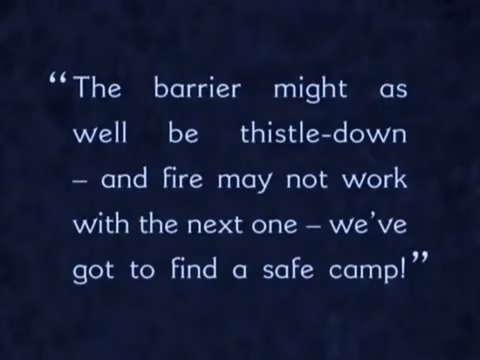 “The barrier might as
well be thistle-down
– and fire may not work
with the next one – we’ve
got to find a safe camp!”